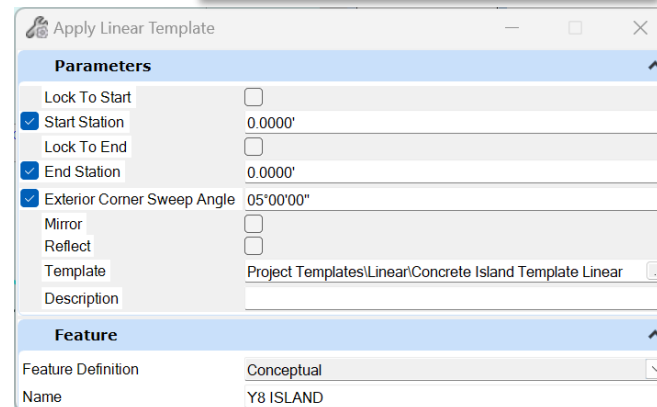 Apply Linear Template
Parameters
Lock To Start
Start Station 0.0000'
Lock To End
End Station 0.0000'
Exterior Corner Sweep Angle 05°00'00"
Mirror
Reflect
Template Project Templates\Linear\Concrete Island Template Linear
Description
Feature
Feature Definition Conceptual
Name Y8 ISLAND